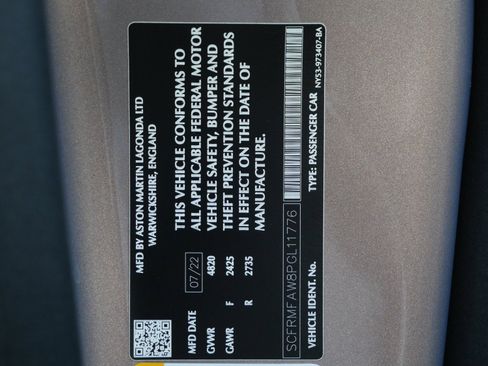 MFD BY ASTON MARTIN LAGONDA LTD
WARWICKSHIRE, ENGLAND
THIS VEHICLE CONFORMS TO
ALL APPLICABLE FEDERAL MOTOR
VEHICLE SAFETY, BUMPER AND
THEFT PREVENTION STANDARDS
IN EFFECT ON THE DATE OF
MANUFACTURE.
MFD DATE 07/22
GVWR 4820
GAWR F 2425
R 2735
SCFRMFAW8PGL11776
VEHICLE IDENT. No. TYPE: PASSENGER CAR
NY53-973407-BA